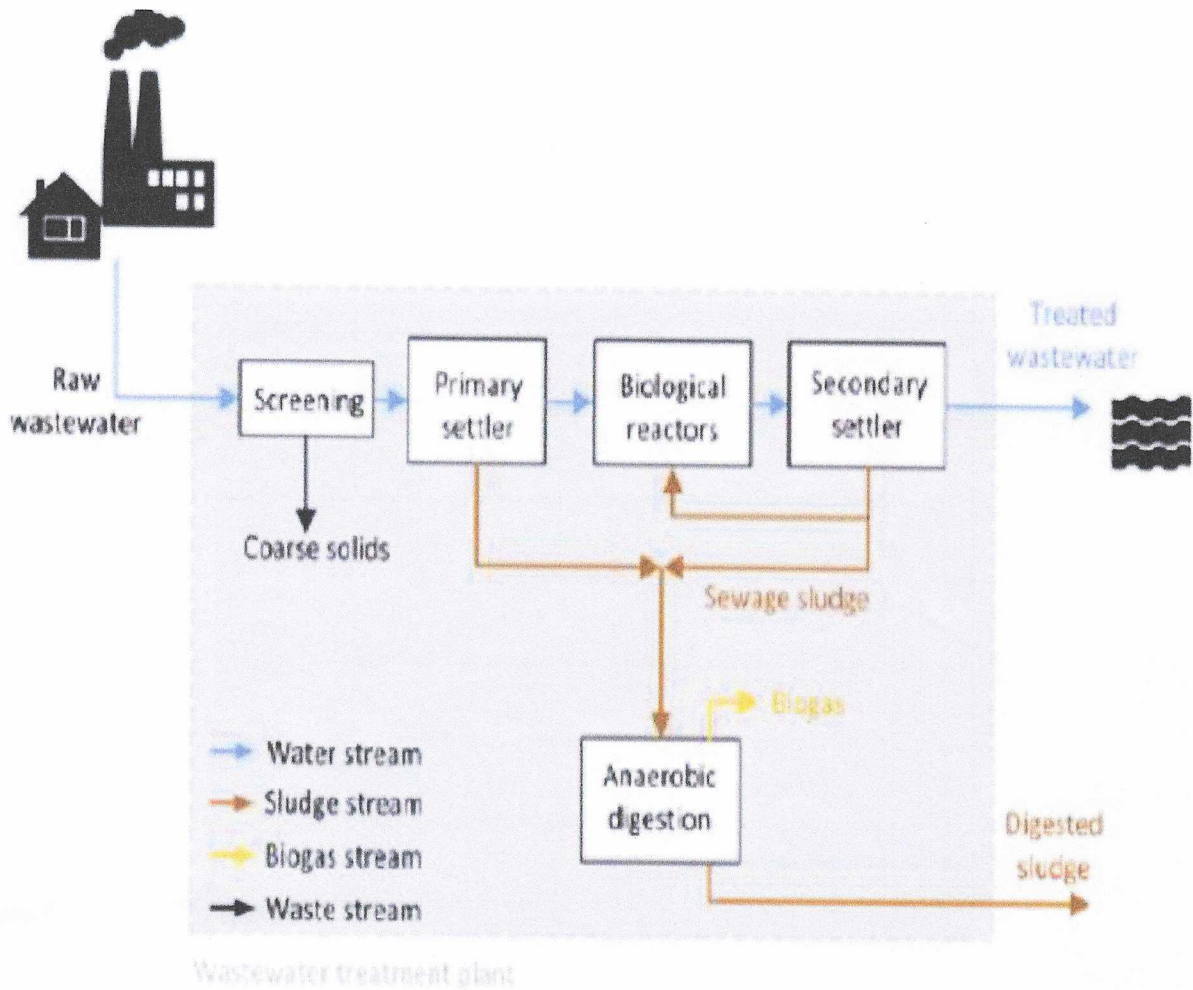 Treated
wastewater
Raw
wastewater
Screening
Primary
settler
Biological
reactors
Secondary
settler
Coarse solids
Sewage sludge
Biogas
Anaerobic
digestion
Water stream
Sludge stream
Biogas stream
Waste stream
Digested
sludge
Wastewater treatment plant